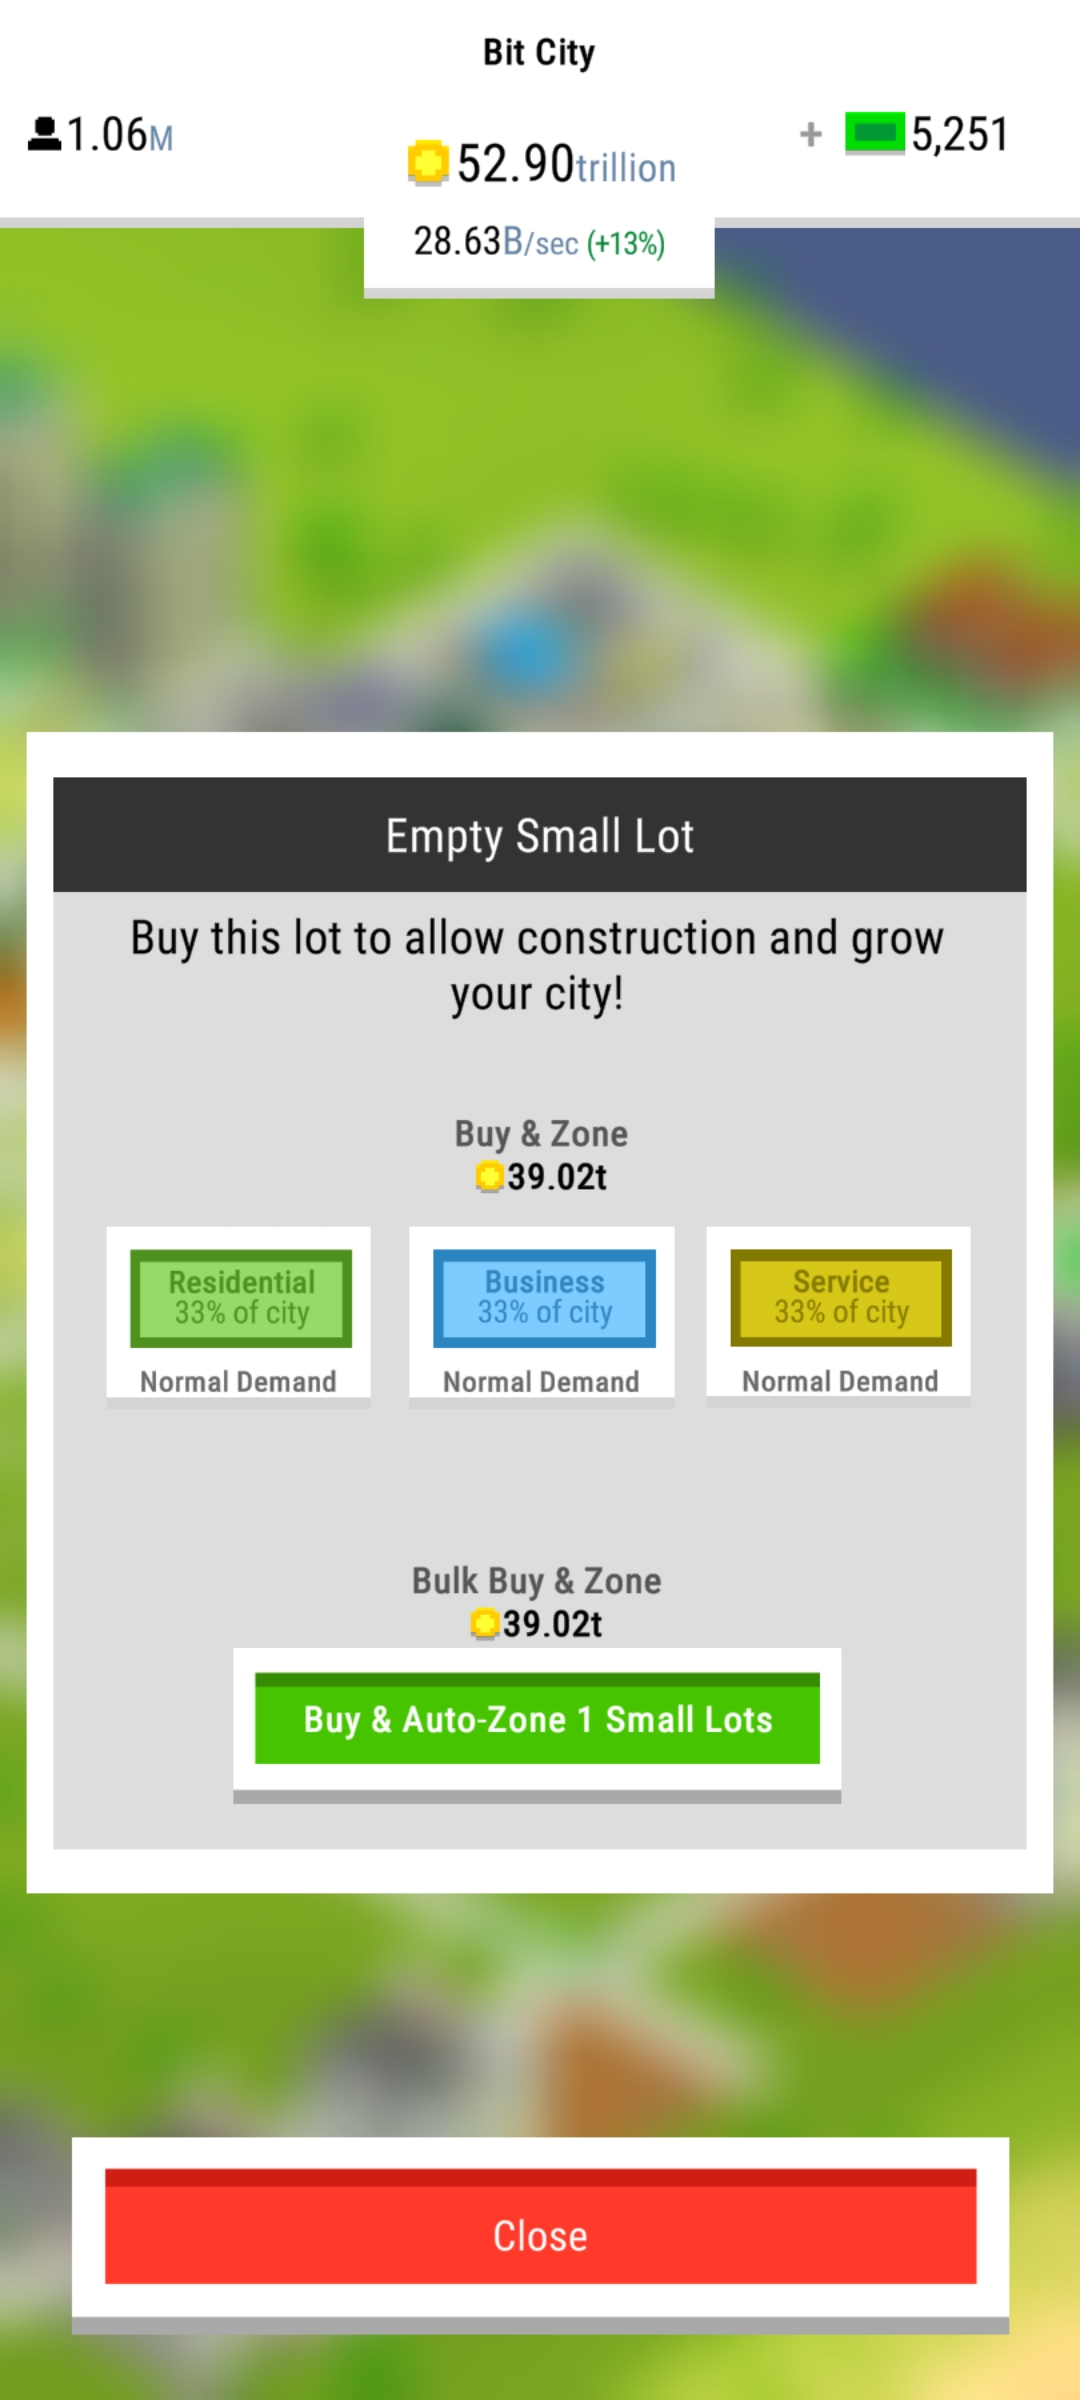 Bit City
1.06M
52.90trillion
+ 5,251
28.63B/sec (+13%)
Empty Small Lot
Buy this lot to allow construction and grow
your city!
Buy & Zone
39.02t
Residential
33% of city
Normal Demand
Business
33% of city
Normal Demand
Service
33% of city
Normal Demand
Bulk Buy & Zone
39.02t
Buy & Auto-Zone 1 Small Lots
Close